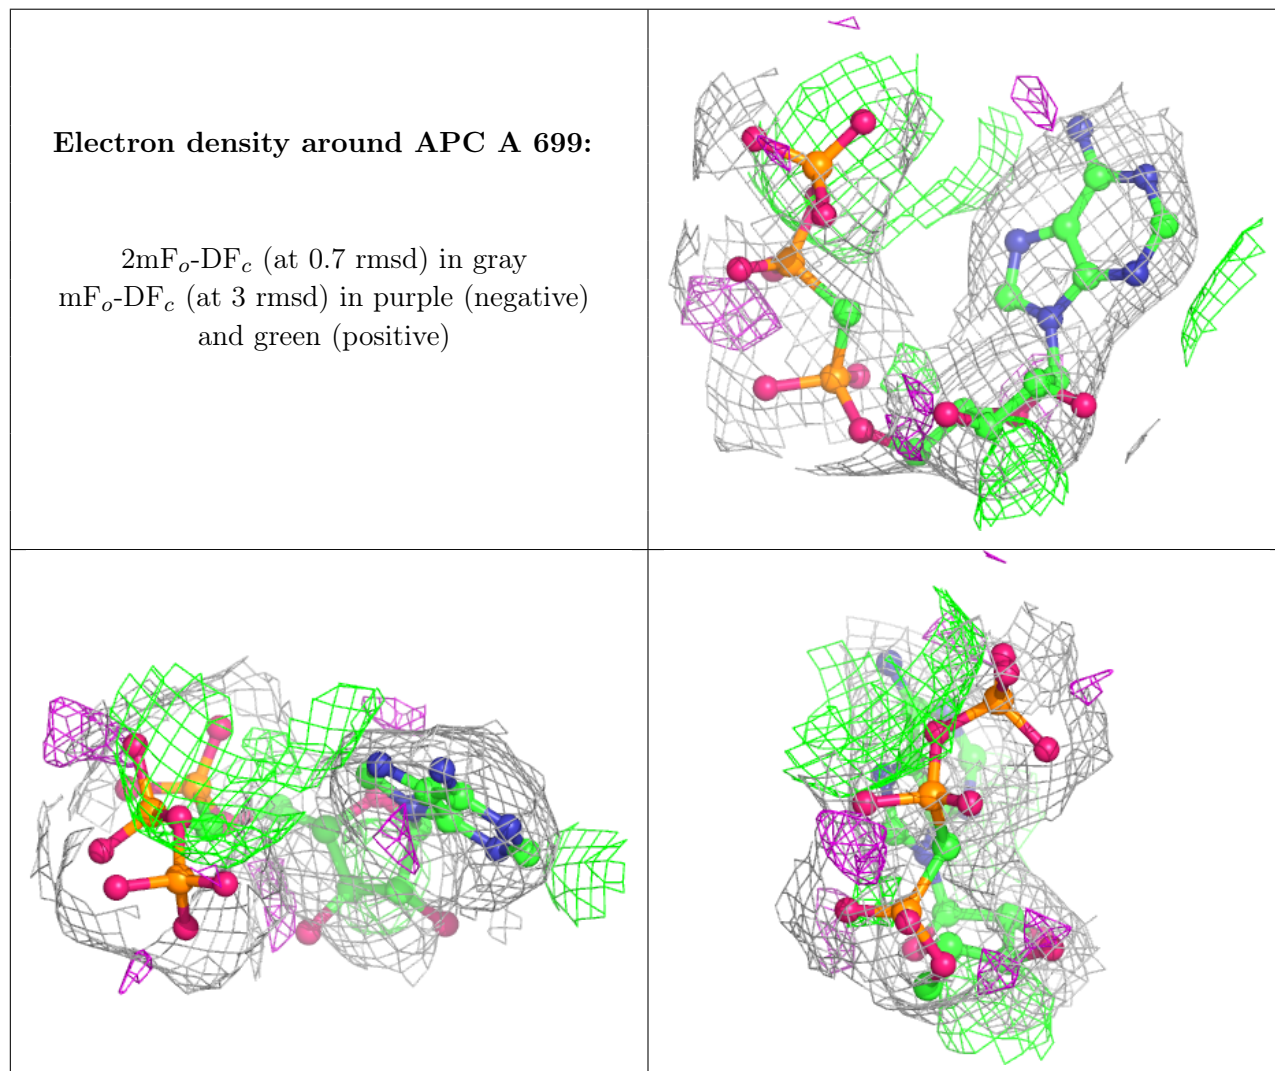 Electron density around APC A 699:
2mFo-DFc (at 0.7 rmsd) in gray
mFo-DFc (at 3 rmsd) in purple (negative)
and green (positive)